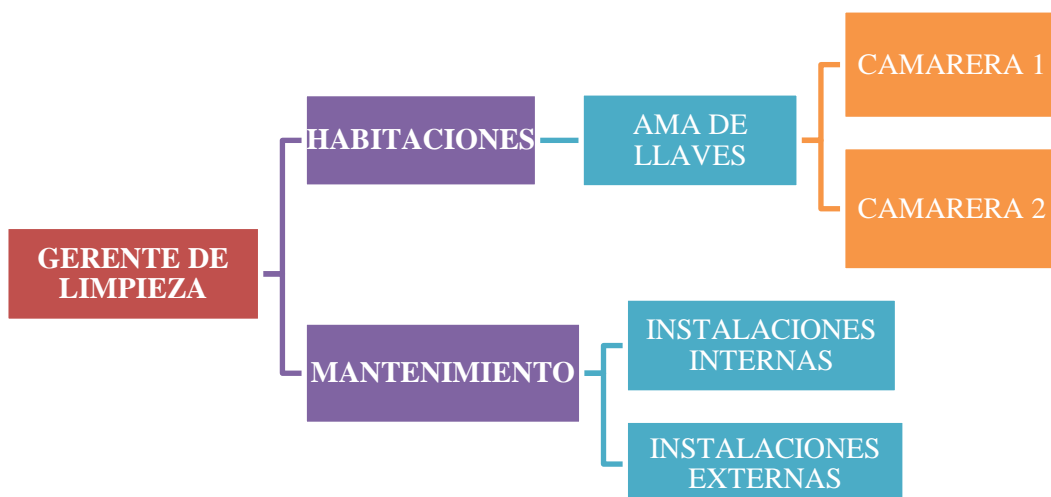 GERENTE DE
LIMPIEZA
HABITACIONES
AMA DE
LLAVES
CAMARERA 1
CAMARERA 2
MANTENIMIENTO
INSTALACIONES
INTERNAS
INSTALACIONES
EXTERNAS